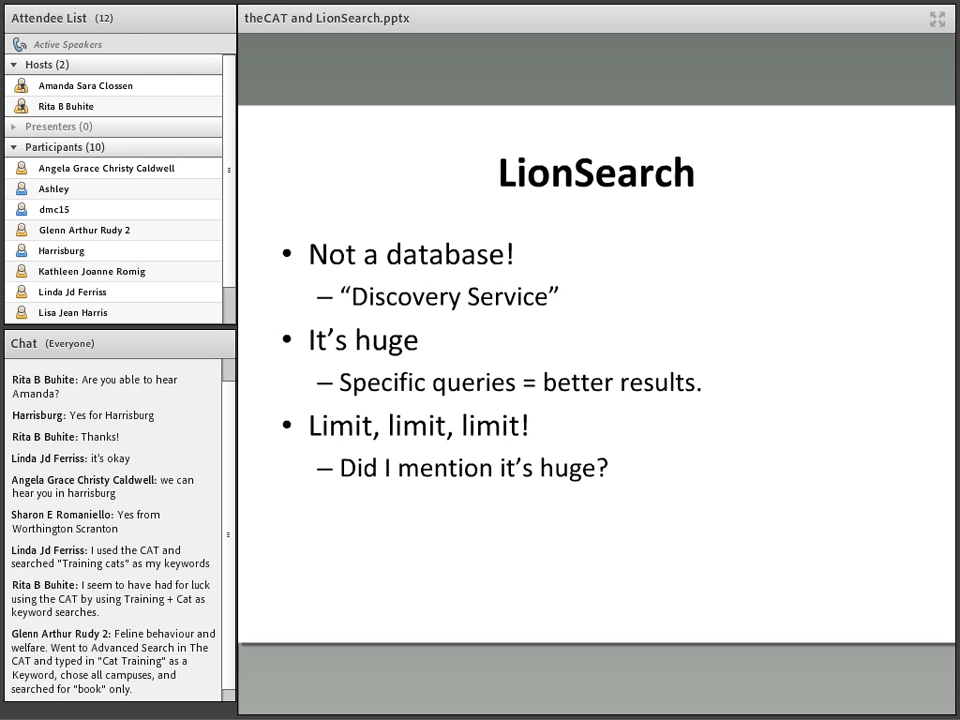 Attendee List (12)
Active Speakers
Hosts (2)
Amanda Sara Clossen
Rita B Buhite
Presenters (0)
Participants (10)
Angela Grace Christy Caldwell
Ashley
dmc15
Glenn Arthur Rudy 2
Harrisburg
Kathleen Joanne Romig
Linda Jd Ferriss
Lisa Jean Harris
Chat (Everyone)
Rita B Buhite: Are you able to hear
Amanda?
Harrisburg: Yes for Harrisburg
Rita B Buhite: Thanks!
Linda Jd Ferriss: it's okay
Angela Grace Christy Caldwell: we can
hear you in harrisburg
Sharon E Romaniello: Yes from
Worthington Scranton
Linda Jd Ferriss: I used the CAT and
searched "Training cats" as my keywords
Rita B Buhite: I seem to have had for luck
using the CAT by using Training + Cat as
keyword searches.
Glenn Arthur Rudy 2: Feline behaviour and
welfare. Went to Advanced Search in The
CAT and typed in "Cat Training" as a
Keyword, chose all campuses, and
searched for "book" only.
theCAT and LionSearch.pptx
LionSearch
• Not a database!
– “Discovery Service”
• It’s huge
– Specific queries = better results.
• Limit, limit, limit!
– Did I mention it’s huge?